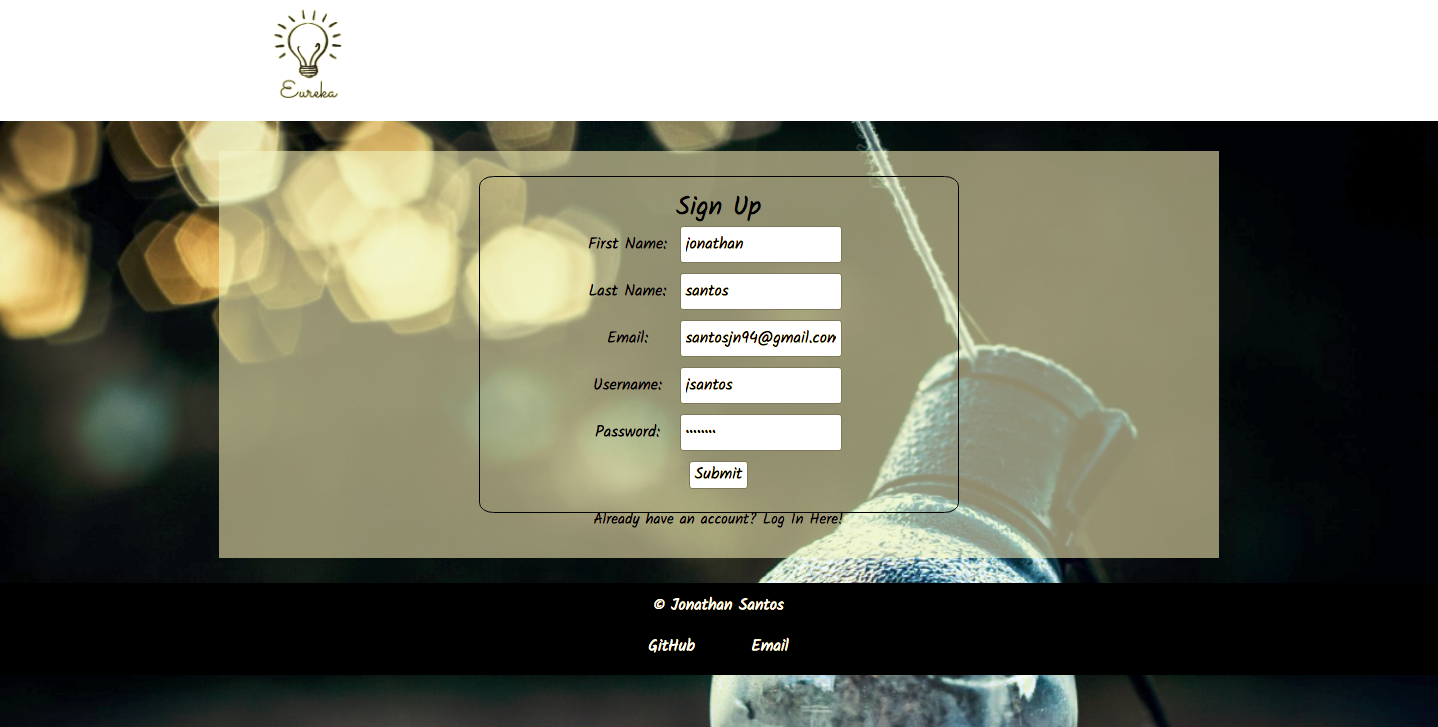 Eureka
Sign Up
First Name: jonathan
Last Name: santos
Email: santosjn94@gmail.com
Username: jsantos
Password: ••••••••
Submit
Already have an account? Log In Here!
© Jonathan Santos
GitHub Email